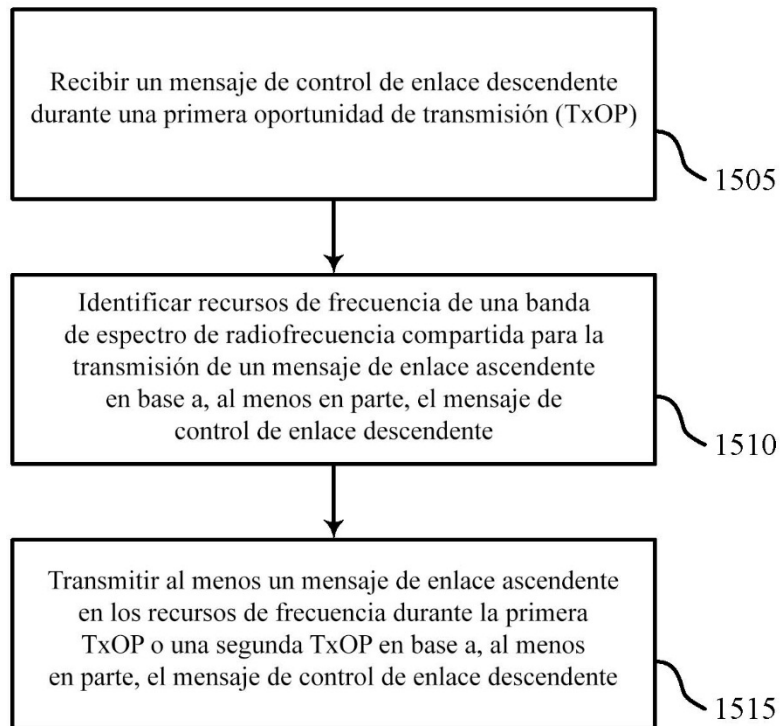 Recibir un mensaje de control de enlace descendente
durante una primera oportunidad de transmisión (TxOP)
1505
Identificar recursos de frecuencia de una banda
de espectro de radiofrecuencia compartida para la
transmisión de un mensaje de enlace ascendente
en base a, al menos en parte, el mensaje de
control de enlace descendente
1510
Transmitir al menos un mensaje de enlace ascendente
en los recursos de frecuencia durante la primera
TxOP o una segunda TxOP en base a, al menos
en parte, el mensaje de control de enlace descendente
1515